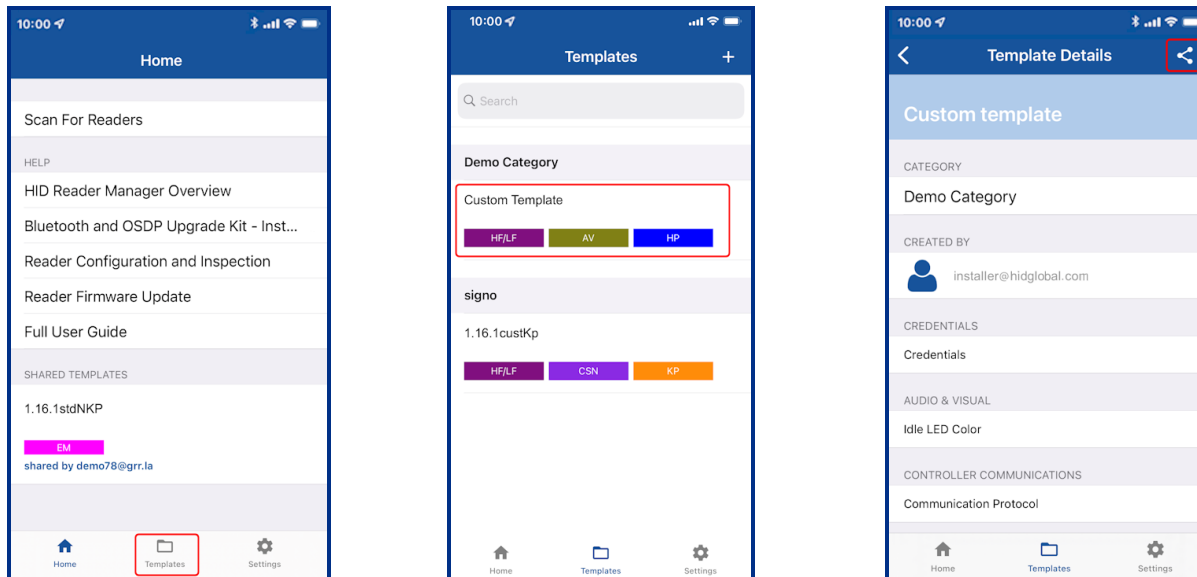 10:00
Home
Scan For Readers
HELP
HID Reader Manager Overview
Bluetooth and OSDP Upgrade Kit - Inst...
Reader Configuration and Inspection
Reader Firmware Update
Full User Guide
SHARED TEMPLATES
1.16.1stdNKP
EM
shared by demo78@grr.la
Home Templates Settings
10:00
Templates +
Search
Demo Category
Custom Template
HF/LF AV HP
signo
1.16.1custKp
HF/LF CSN KP
Home Templates Settings
10:00
Template Details
Custom template
CATEGORY
Demo Category
CREATED BY
installer@hidglobal.com
CREDENTIALS
Credentials
AUDIO & VISUAL
Idle LED Color
CONTROLLER COMMUNICATIONS
Communication Protocol
Home Templates Settings